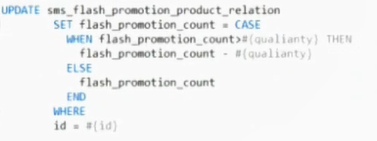 UPDATE sms_flash_promotion_product_relation
SET flash_promotion_count = CASE
WHEN flash_promotion_count>#{qualianty} THEN
flash_promotion_count - #{qualianty}
ELSE
flash_promotion_count
END
WHERE
id = #{id}